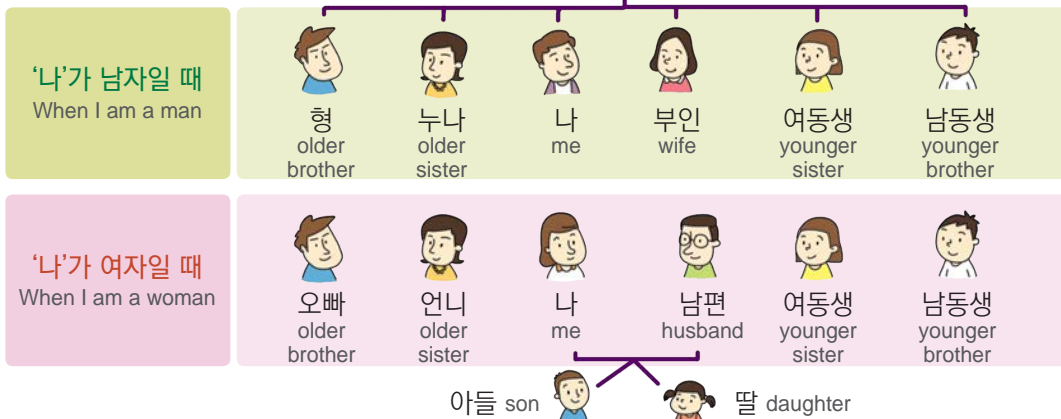 ‘나’가 남자일 때
When I am a man
형 누나 나 부인 여동생 남동생
older older me wife younger younger
brother sister sister brother
‘나’가 여자일 때
When I am a woman
오빠 언니 나 남편 여동생 남동생
older older me husband younger younger
brother sister sister brother
아들 son 딸 daughter